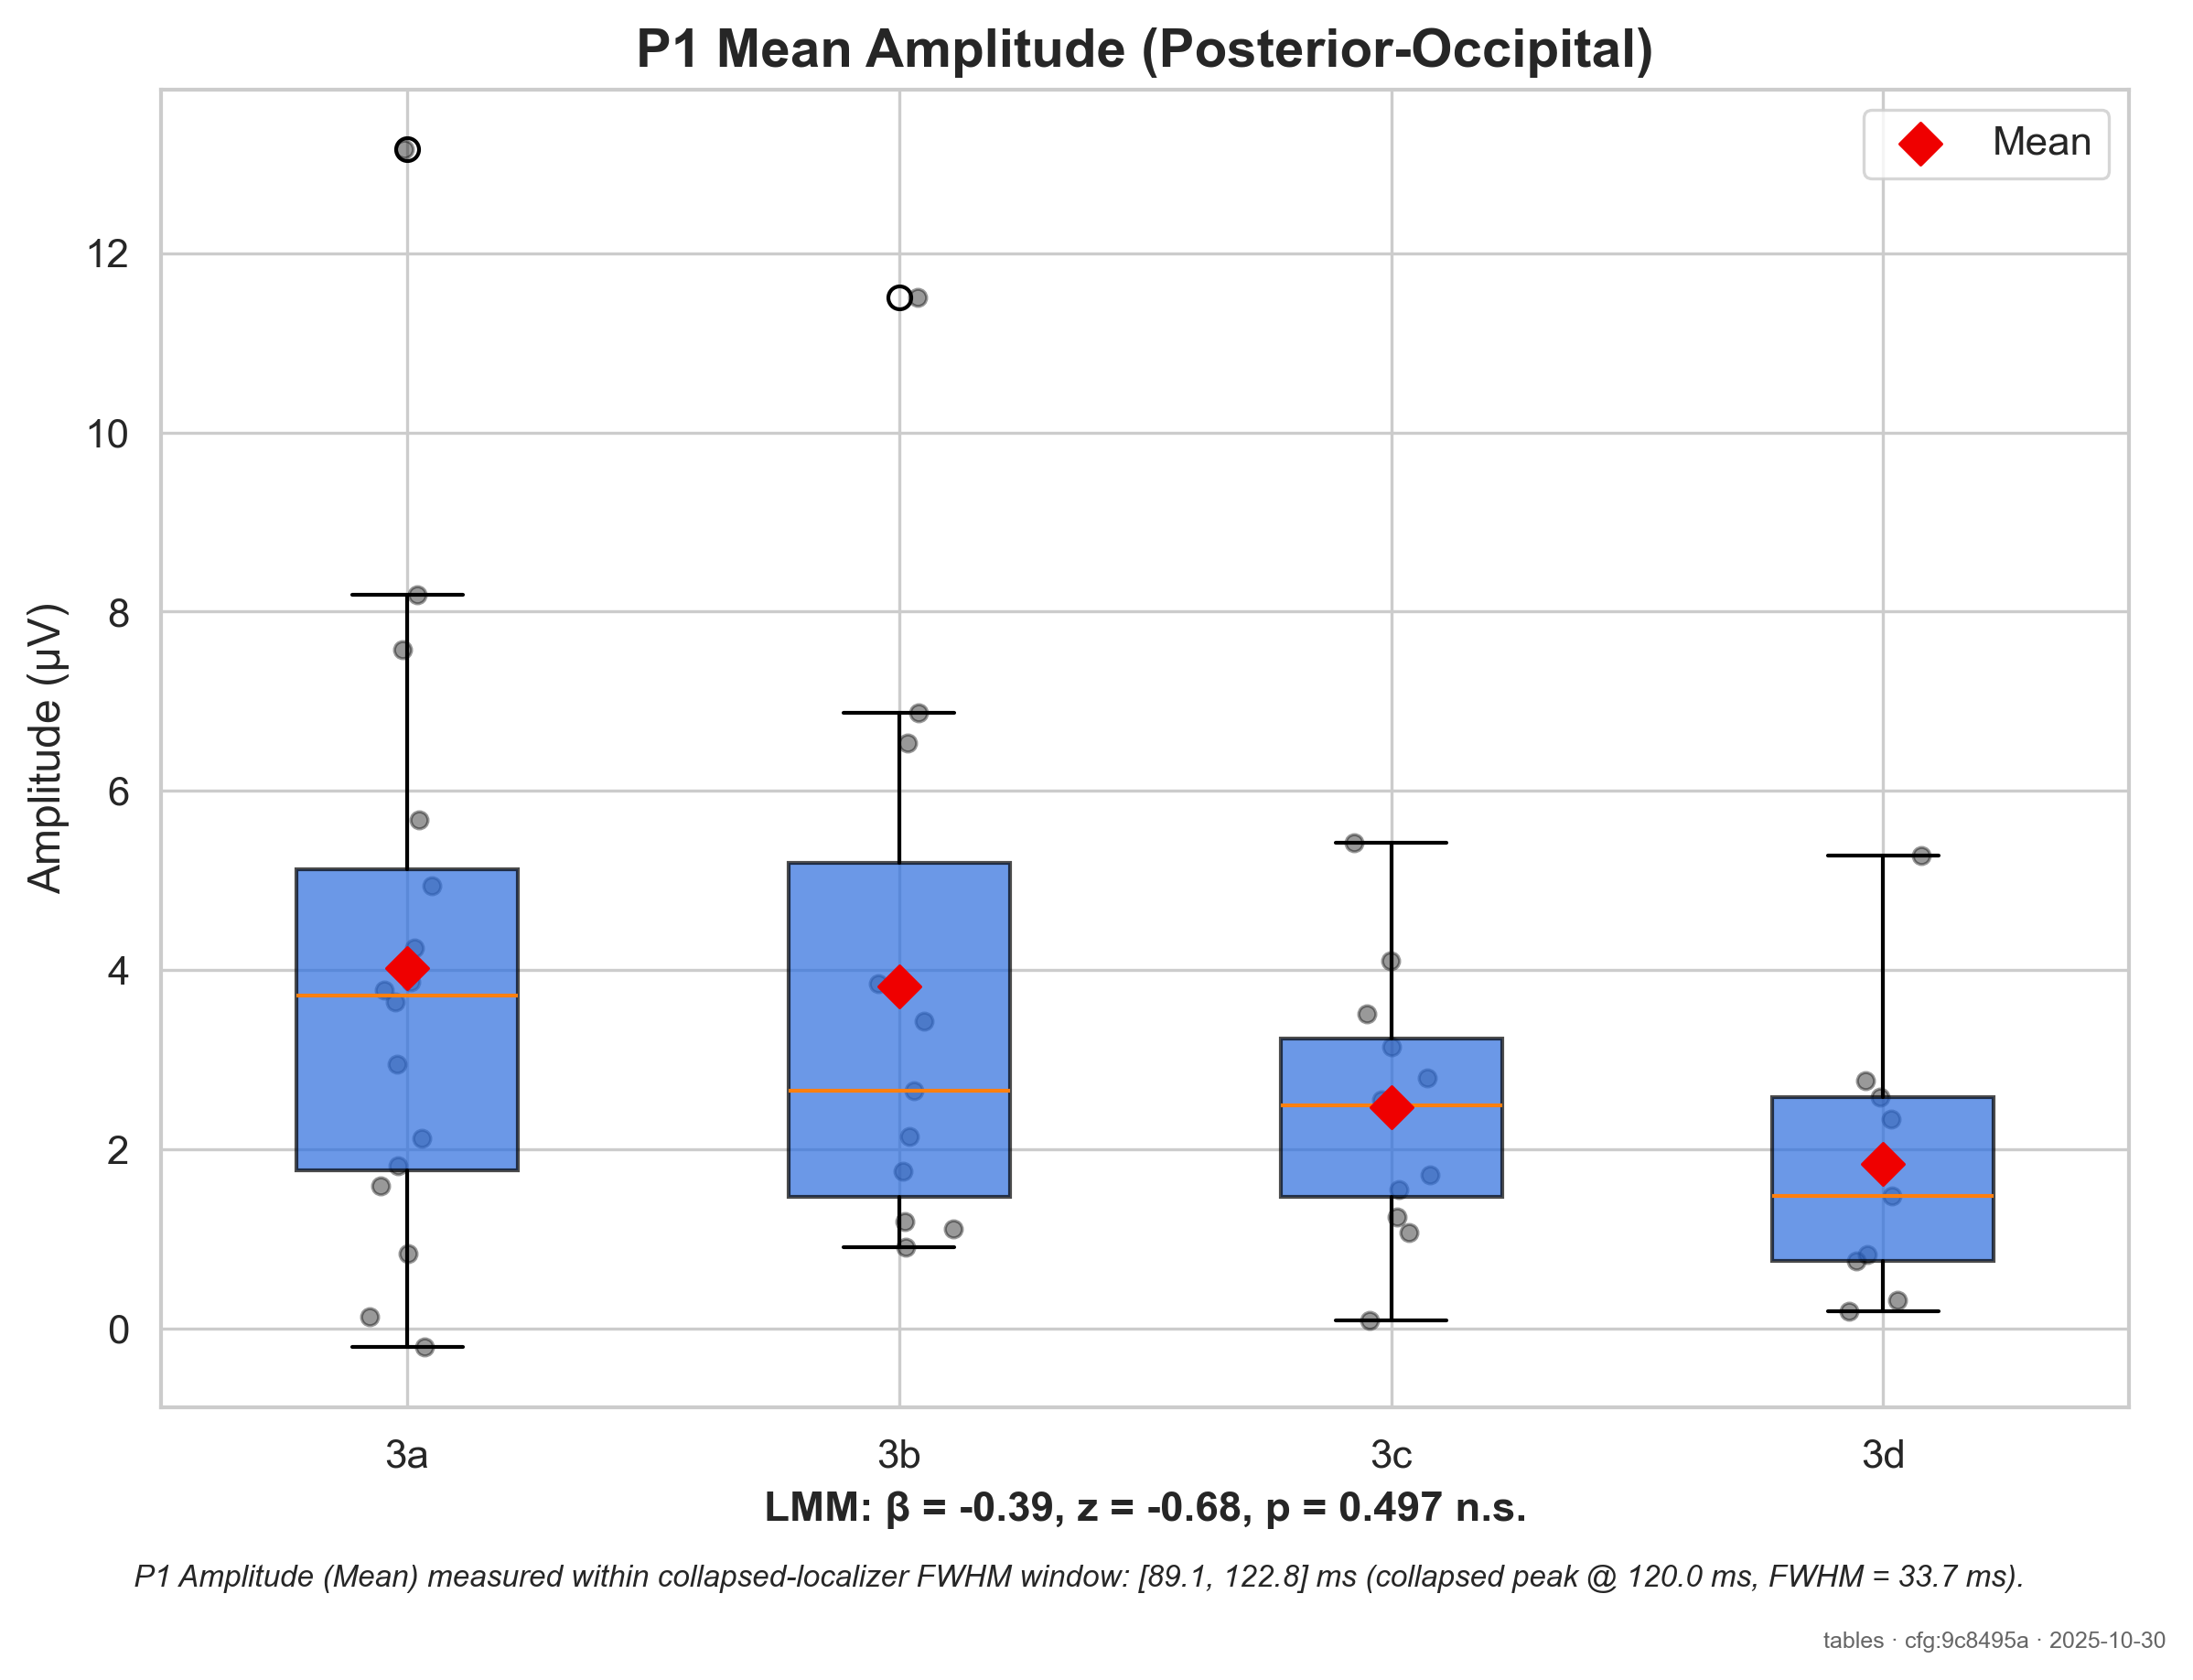 P1 Mean Amplitude (Posterior-Occipital)
Mean
Amplitude (µV)
12
10
8
6
4
2
0
3a 3b 3c 3d
LMM: β = -0.39, z = -0.68, p = 0.497 n.s.
P1 Amplitude (Mean) measured within collapsed-localizer FWHM window: [89.1, 122.8] ms (collapsed peak @ 120.0 ms, FWHM = 33.7 ms).
tables · cfg:9c8495a · 2025-10-30